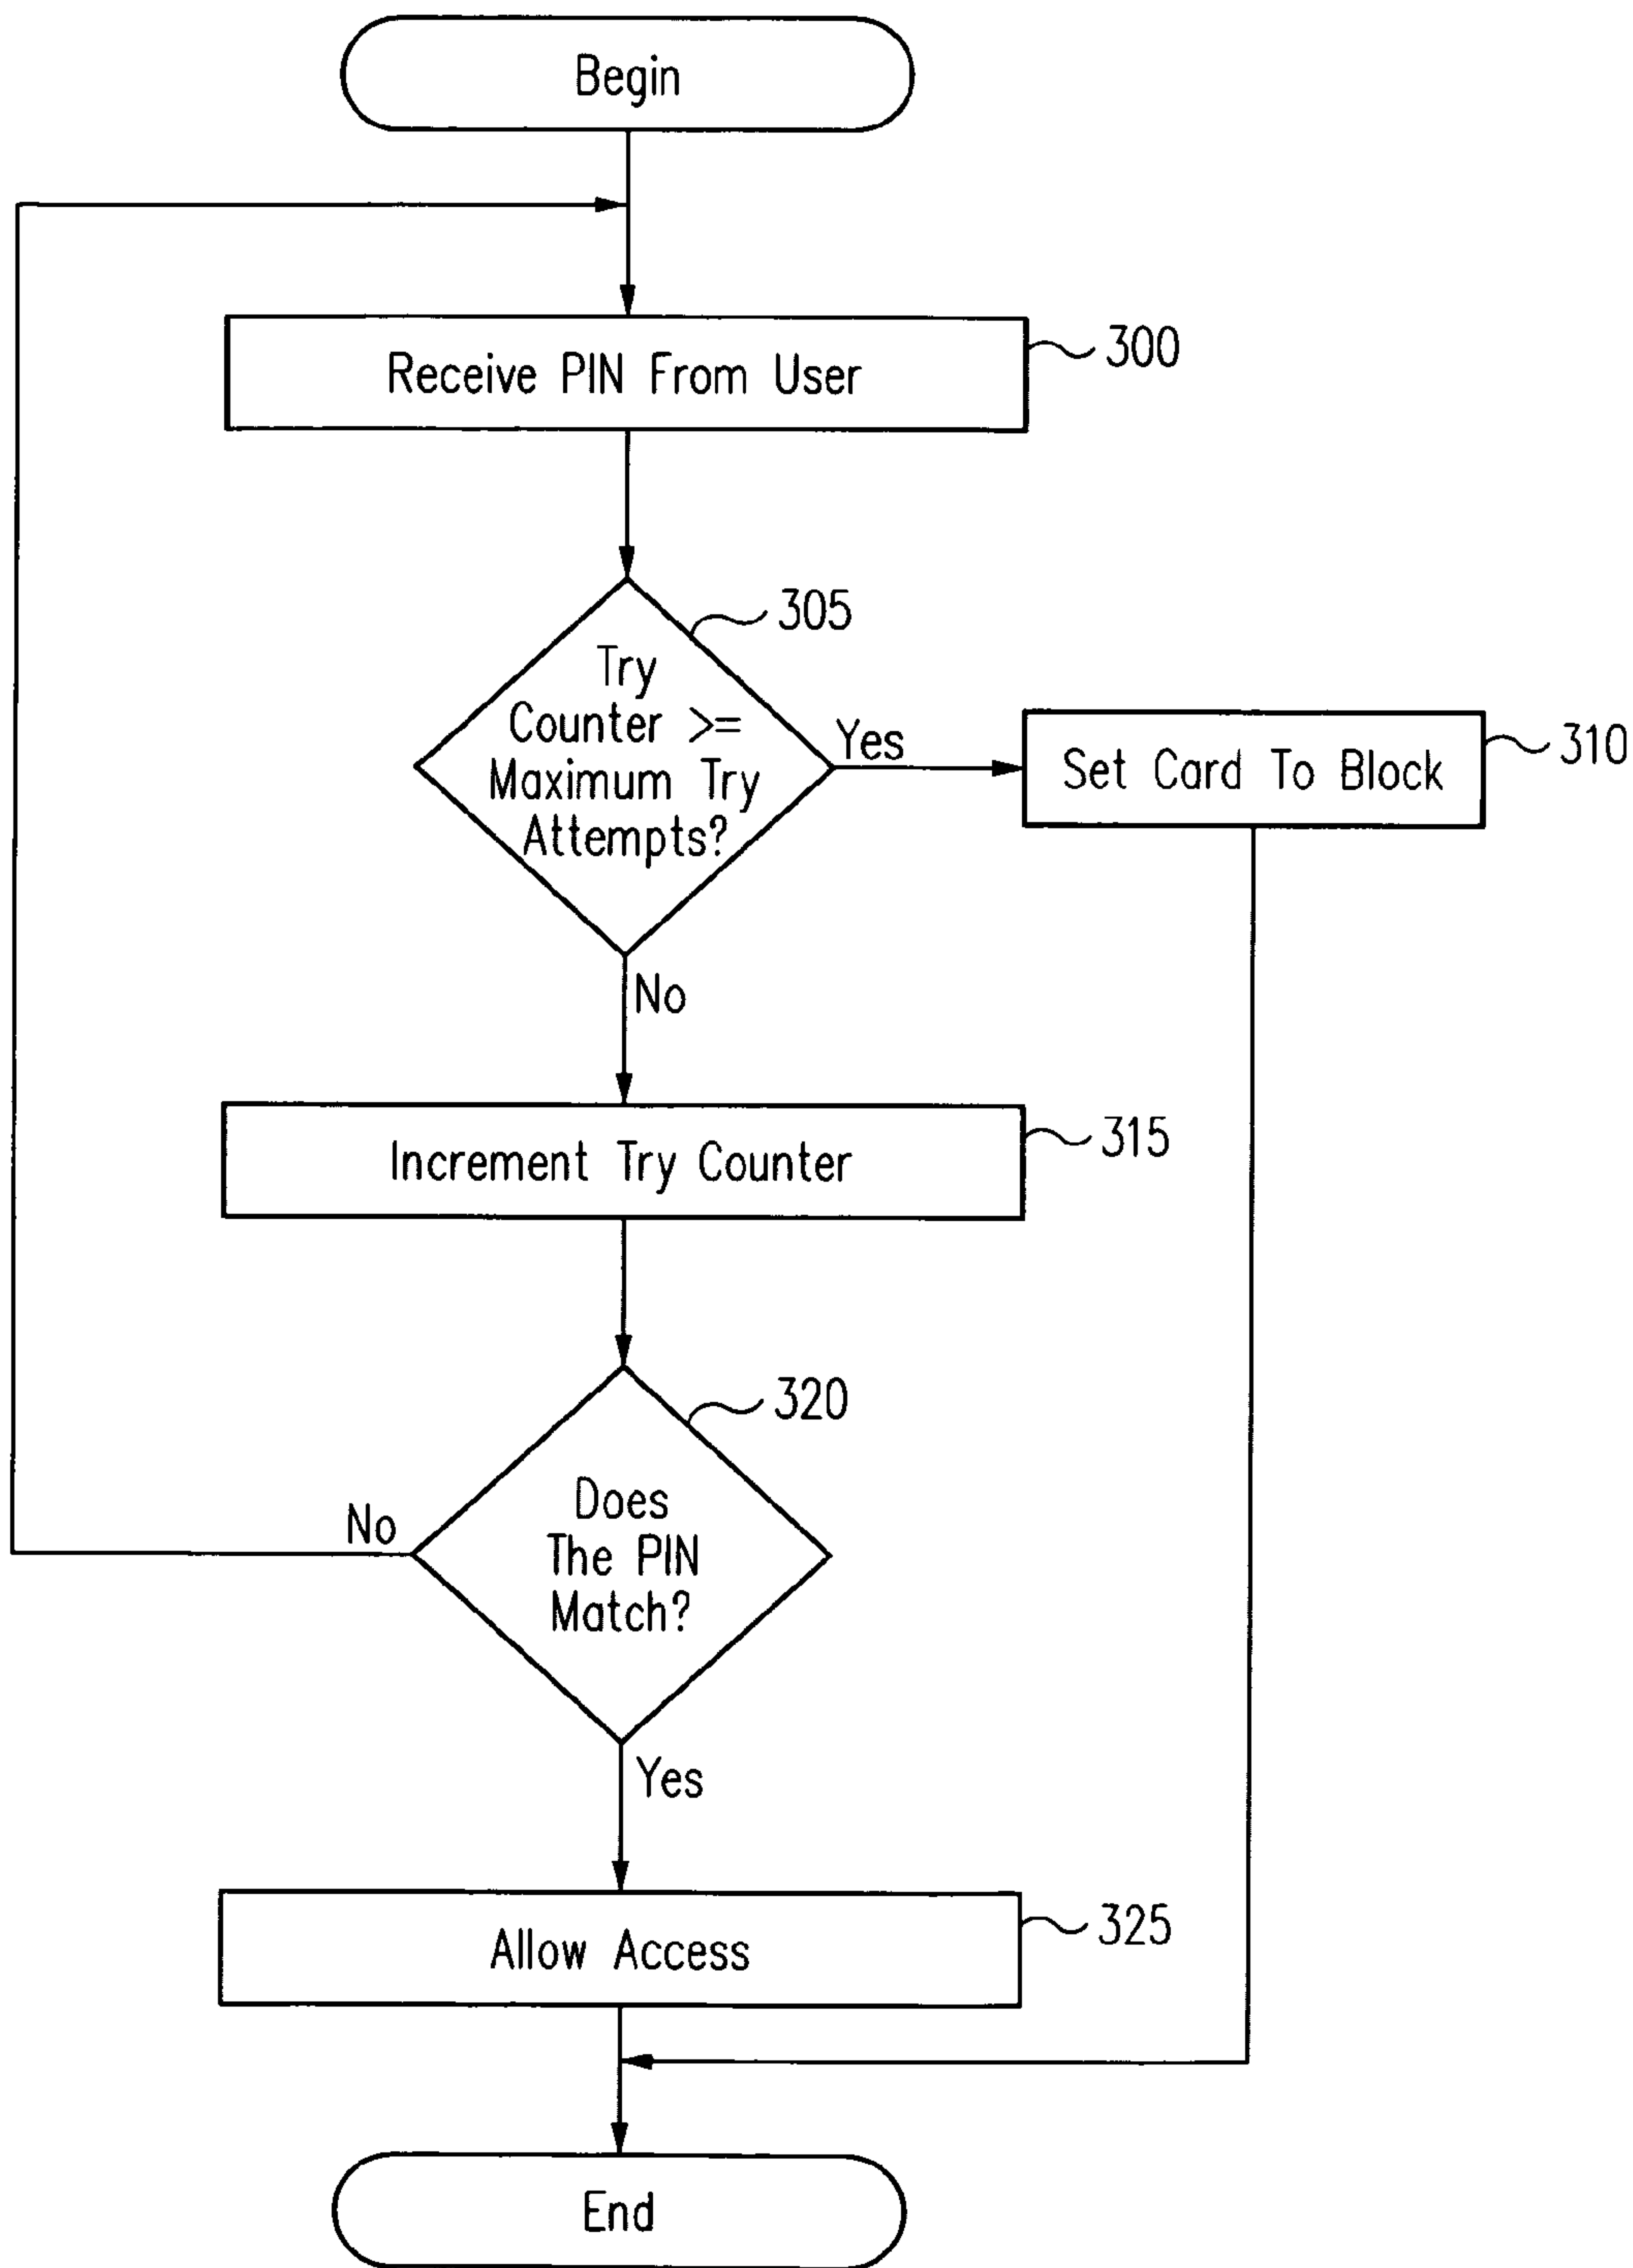 Begin
Receive PIN From User
300
305
Try
Counter >=
Maximum Try
Attempts?
Yes
Set Card To Block
310
No
Increment Try Counter
315
320
Does
The PIN
Match?
No
Yes
Allow Access
325
End